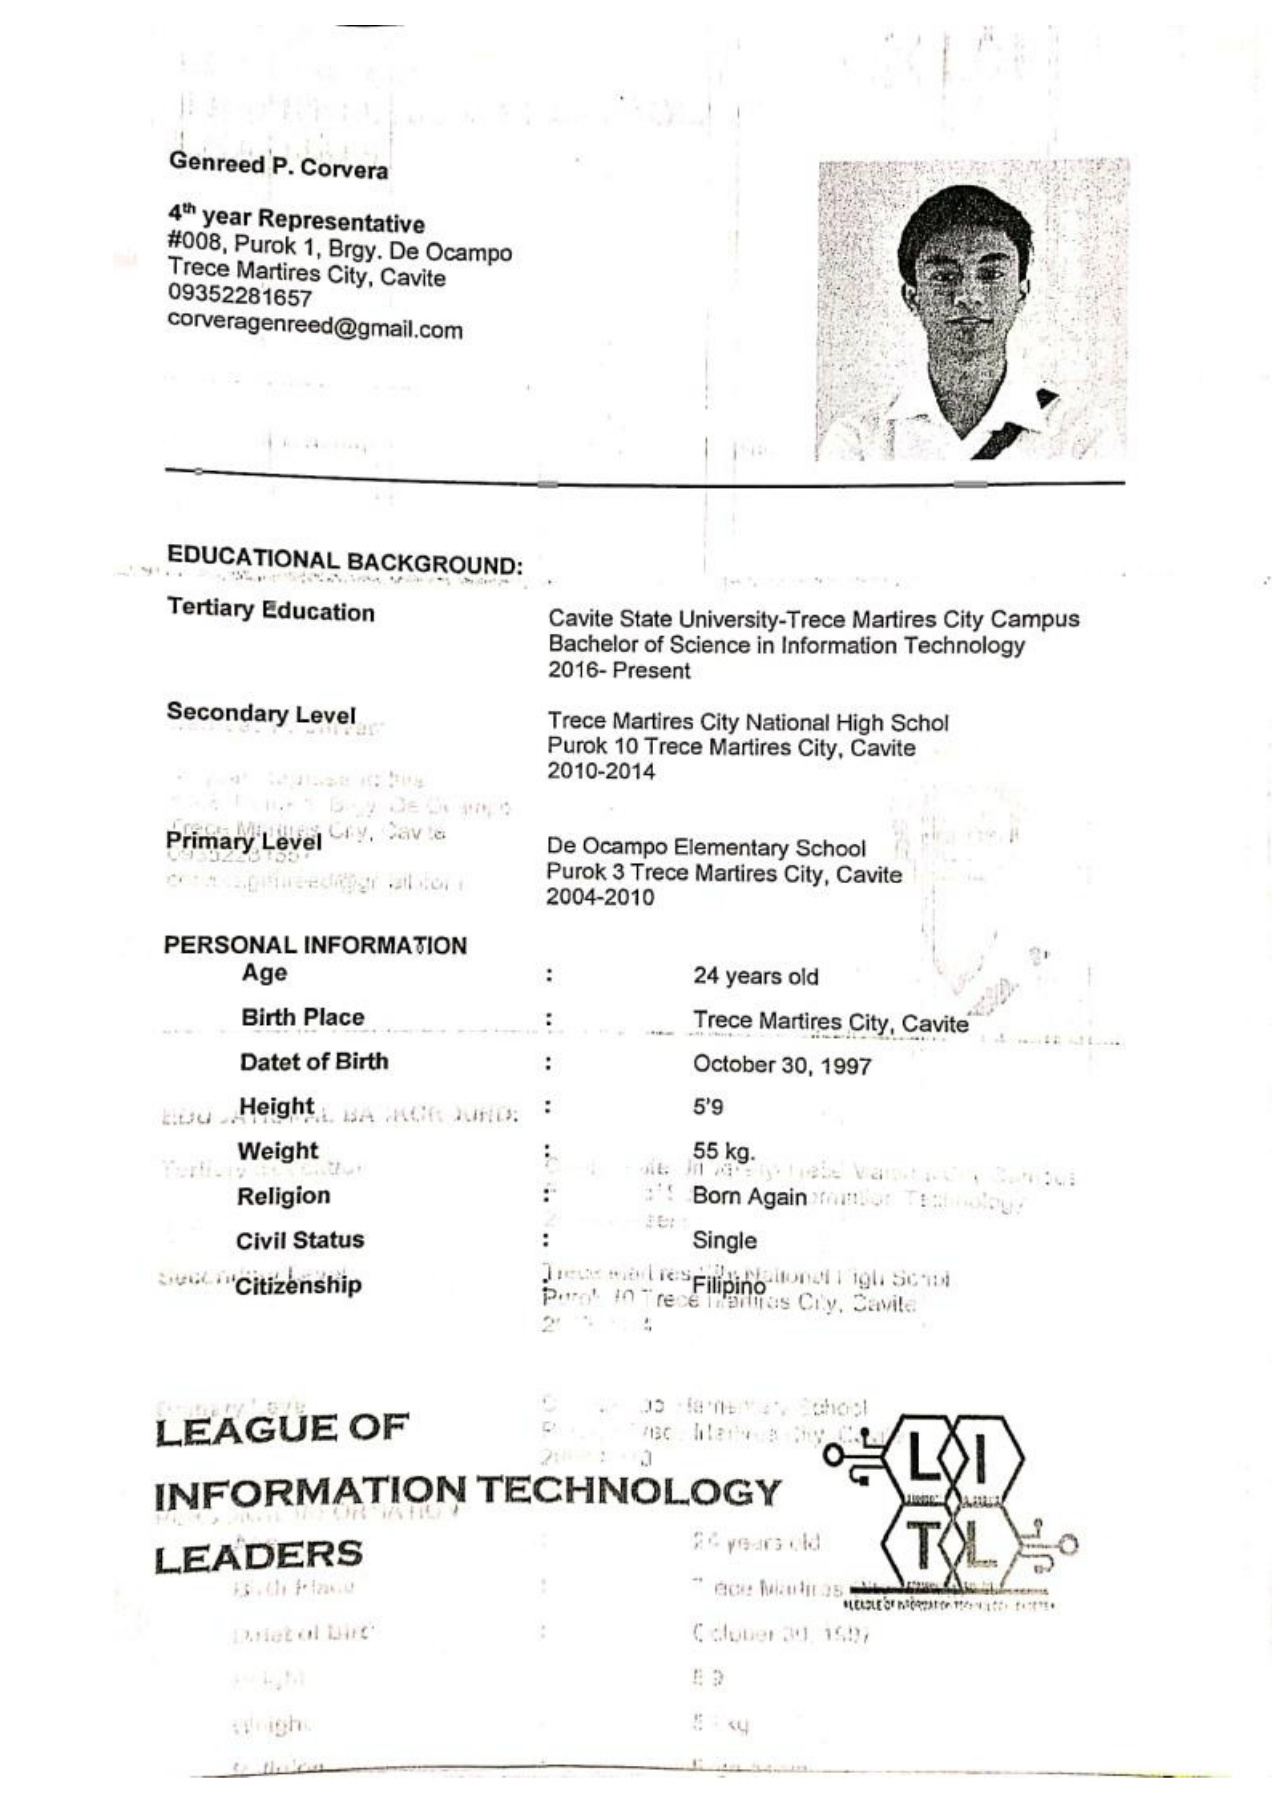 Genreed P. Corvera
4th year Representative
#008, Purok 1, Brgy. De Ocampo
Trece Martires City, Cavite
09352281657
corveragenreed@gmail.com
EDUCATIONAL BACKGROUND:
Tertiary Education
Cavite State University-Trece Martires City Campus
Bachelor of Science in Information Technology
2016- Present
Secondary Level
Trece Martires City National High Schol
Purok 10 Trece Martires City, Cavite
2010-2014
Primary Level
De Ocampo Elementary School
Purok 3 Trece Martires City, Cavite
2004-2010
PERSONAL INFORMATION
Age : 24 years old
Birth Place : Trece Martires City, Cavite
Datet of Birth : October 30, 1997
Height : 5'9
Weight : 55 kg.
Religion : Born Again
Civil Status : Single
Citizenship : Filipino
LEAGUE OF
INFORMATION TECHNOLOGY
LEADERS
L I
T L